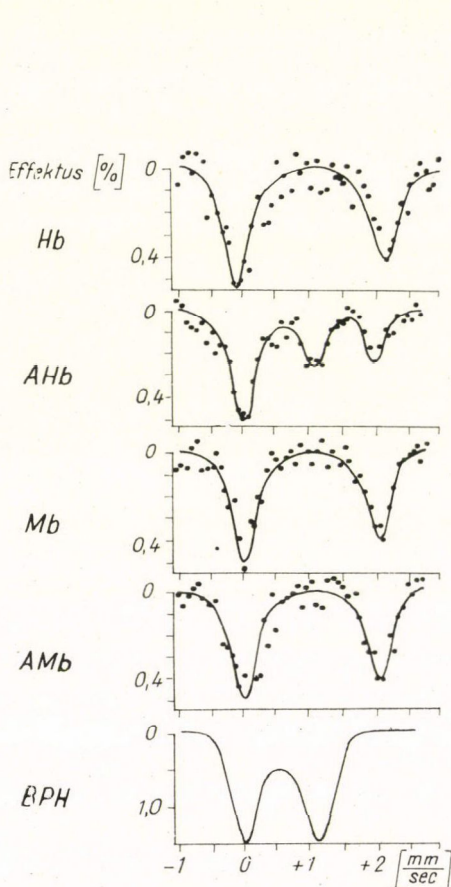 Effektus [%]
0
Hb
0,4
0
AHb
0,4
0
Mb
0,4
0
AMb
0,4
0
BPH
1,0
-1 0 +1 +2 [mm/sec]